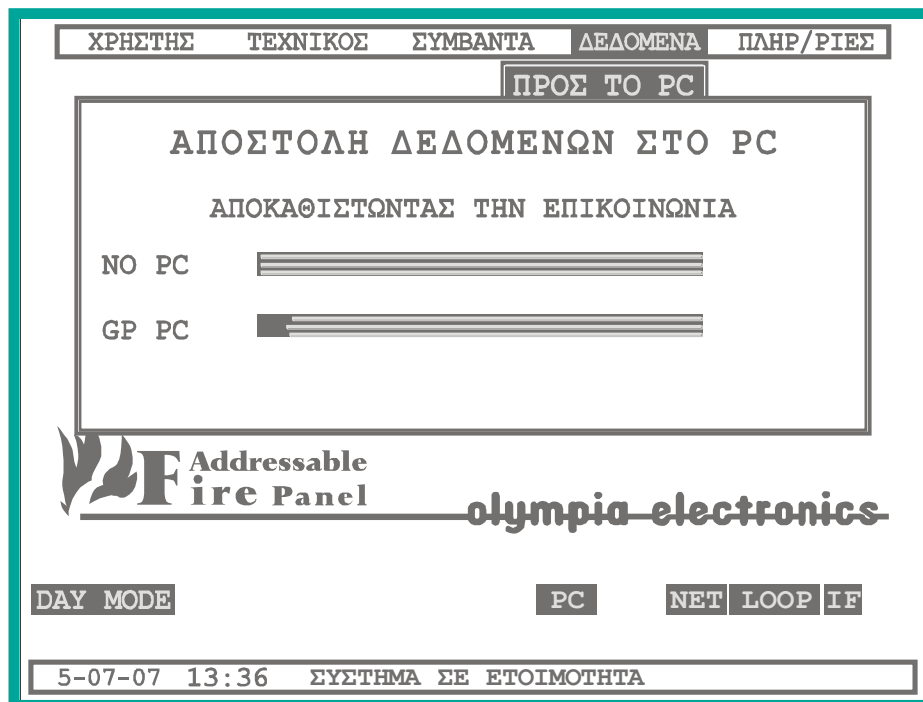 ΧΡΗΣΤΗΣ ΤΕΧΝΙΚΟΣ ΣΥΜΒΑΝΤΑ ΔΕΔΟΜΕΝΑ ΠΛΗΡ/ΡΙΕΣ
ΠΡΟΣ ΤΟ PC
ΑΠΟΣΤΟΛΗ ΔΕΔΟΜΕΝΩΝ ΣΤΟ PC
ΑΠΟΚΑΘΙΣΤΩΝΤΑΣ ΤΗΝ ΕΠΙΚΟΙΝΩΝΙΑ
NO PC
GP PC
Addressable
Fire Panel
olympia electronics
DAY MODE PC NET LOOP IF
5-07-07 13:36 ΣΥΣΤΗΜΑ ΣΕ ΕΤΟΙΜΟΤΗΤΑ